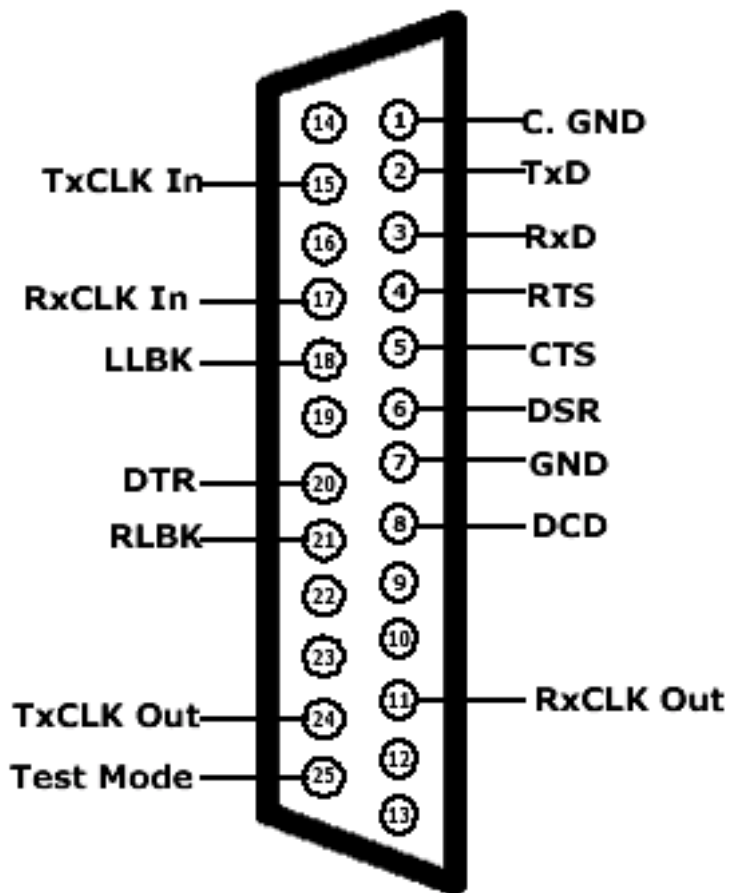 14 1 C. GND
TxCLK In 15 2 TxD
16 3 RxD
RxCLK In 17 4 RTS
LLBK 18 5 CTS
19 6 DSR
DTR 20 7 GND
RLBK 21 8 DCD
22 9
23 10
TxCLK Out 24 11 RxCLK Out
Test Mode 25 12
13